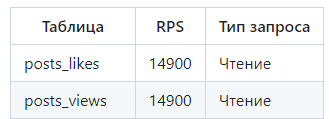 Таблица RPS Тип запроса
posts_likes 14900 Чтение
posts_views 14900 Чтение